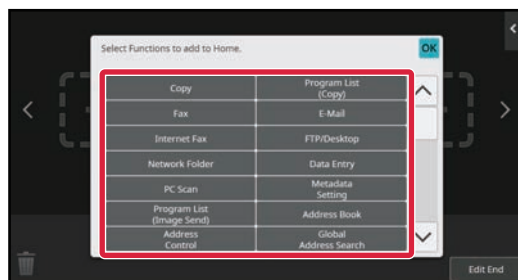 Select Functions to add to Home.
OK
Copy
Program List
(Copy)
Fax
E-Mail
Internet Fax
FTP/Desktop
Network Folder
Data Entry
PC Scan
Metadata
Setting
Program List
(Image Send)
Address Book
Address
Control
Global
Address Search
Edit End